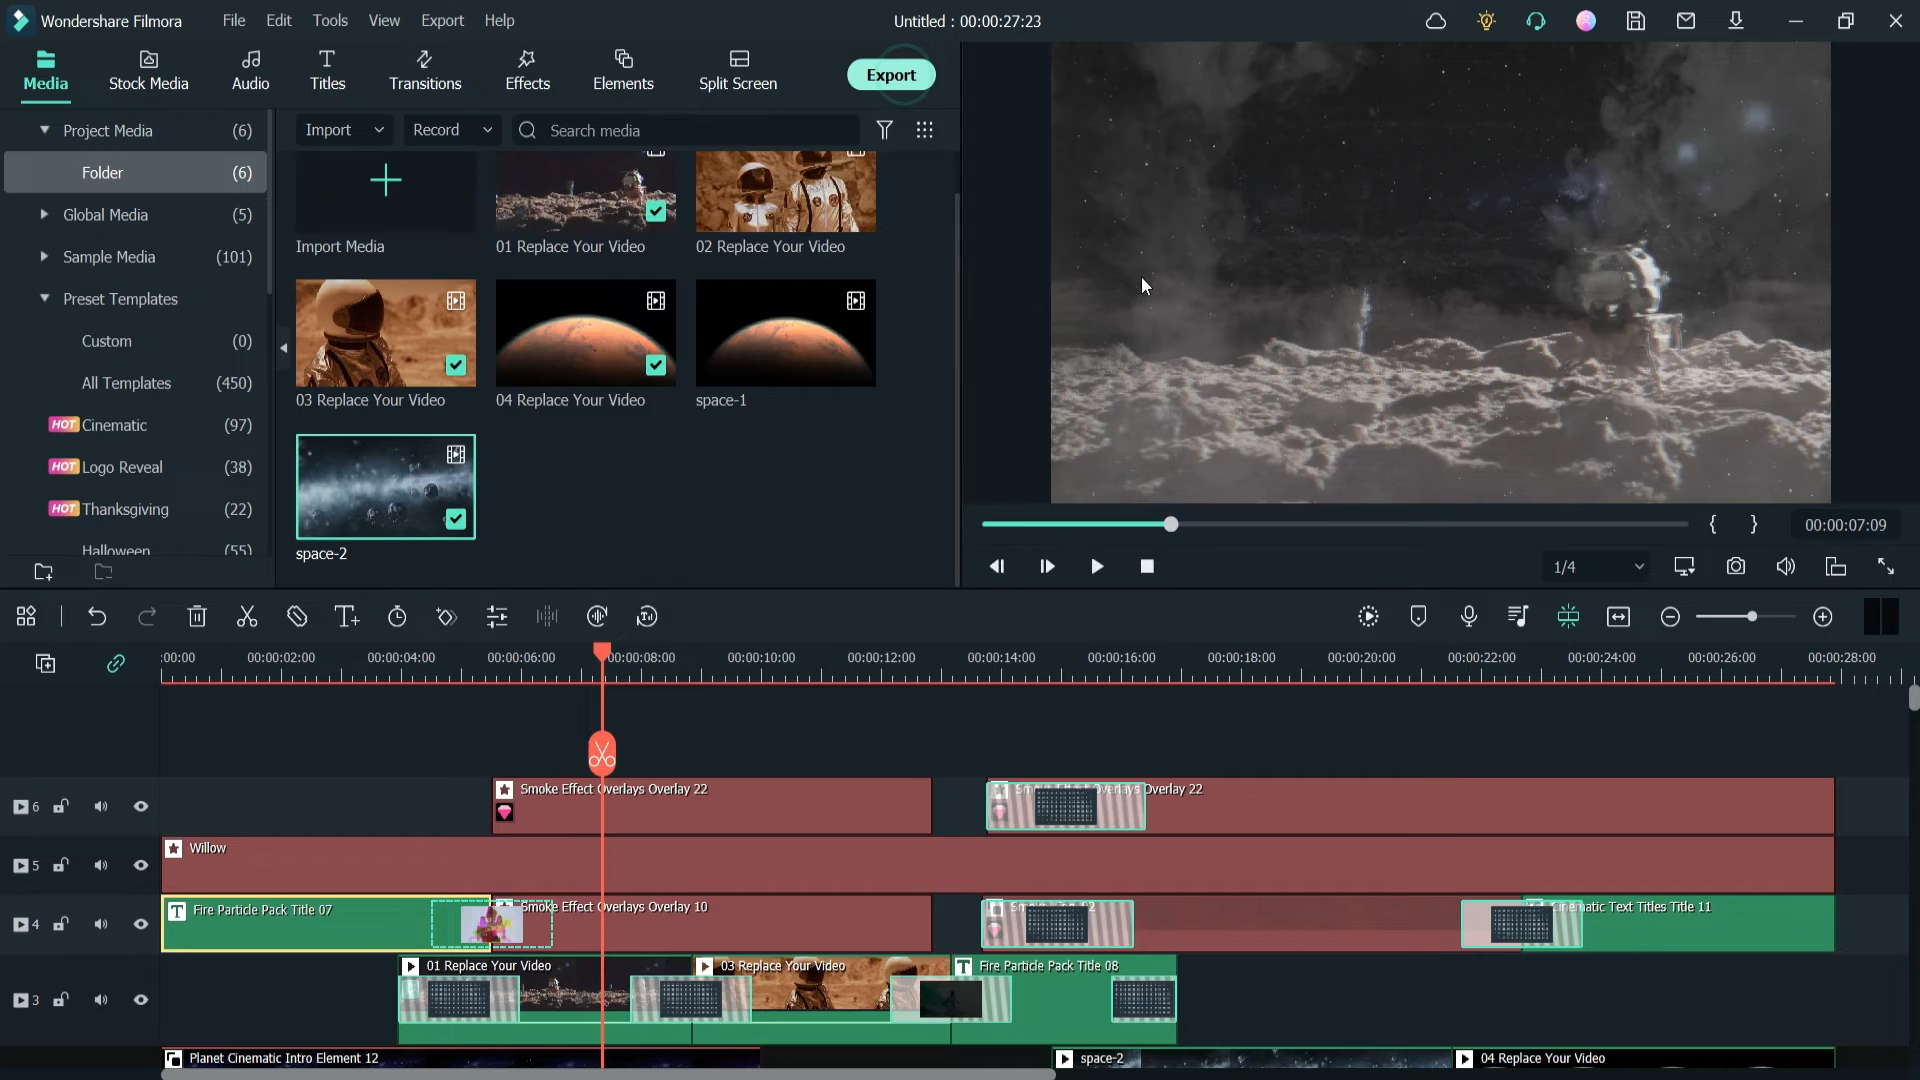 Wondershare Filmora
File
Edit
Tools
View
Export
Help
Untitled : 00:00:27:23
Media
Stock Media
Audio
Titles
Transitions
Effects
Elements
Split Screen
Export
Project Media (6)
Folder (6)
Global Media (5)
Sample Media (101)
Preset Templates
Custom (0)
All Templates (450)
HOT Cinematic (97)
HOT Logo Reveal (38)
HOT Thanksgiving (22)
Halloween (55)
Import
Record
Search media
Import Media
01 Replace Your Video
02 Replace Your Video
03 Replace Your Video
04 Replace Your Video
space-1
space-2
{ }
00:00:07:09
1/4
:00:00
00:00:02:00
00:00:04:00
00:00:06:00
00:00:08:00
00:00:10:00
00:00:12:00
00:00:14:00
00:00:16:00
00:00:18:00
00:00:20:00
00:00:22:00
00:00:24:00
00:00:26:00
00:00:28:00
6
Smoke Effect Overlays Overlay 22
Overlays Overlay 22
5
Willow
4
Fire Particle Pack Title 07
Smoke Effect Overlays Overlay 10
Cinematic Text Titles Title 11
3
01 Replace Your Video
03 Replace Your Video
Fire Particle Pack Title 08
Planet Cinematic Intro Element 12
space-2
04 Replace Your Video